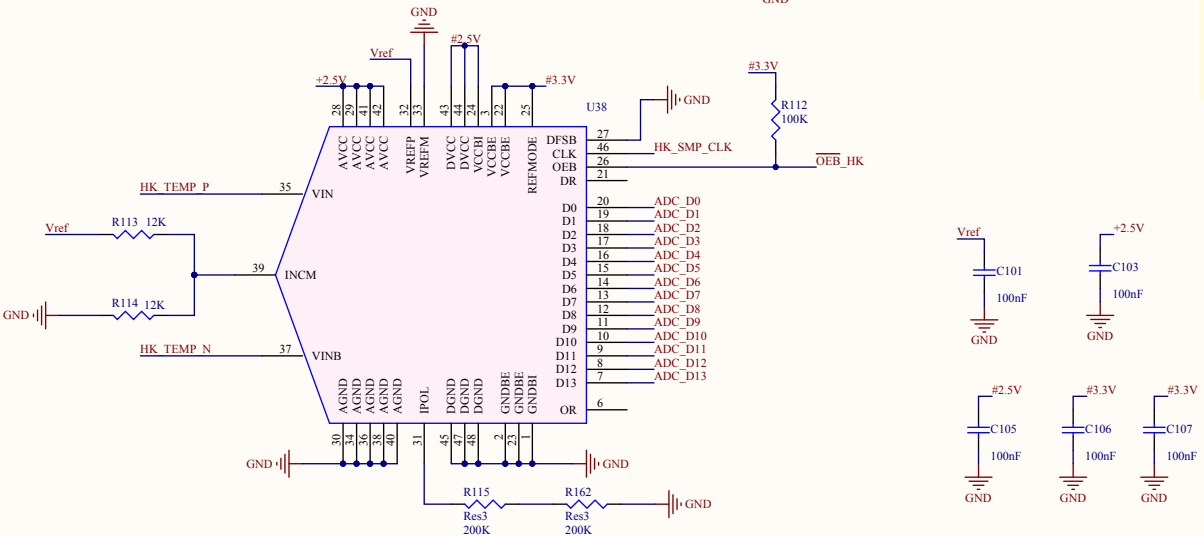 GND
GND
#2.5V
Vref
+2.5V
#3.3V
#3.3V
28
29
41
42
32
33
43
44
24
3
22
25
U38
AVCC
AVCC
AVCC
AVCC
VREFP
VREFM
DVCC
DVCC
VCCBI
VCCBE
VCCBE
REFMODE
GND
R112
100K
DFSB 27
CLK 46 HK_SMP_CLK
OEB 26 OEB_HK
DR 21
HK_TEMP_P 35 VIN
D0 20 ADC_D0
D1 19 ADC_D1
D2 18 ADC_D2
D3 17 ADC_D3
D4 16 ADC_D4
D5 15 ADC_D5
D6 14 ADC_D6
D7 13 ADC_D7
D8 12 ADC_D8
D9 11 ADC_D9
D10 10 ADC_D10
D11 9 ADC_D11
D12 8 ADC_D12
D13 7 ADC_D13
OR 6
Vref R113 12K
39 INCM
GND R114 12K
HK_TEMP_N 37 VINB
AGND
AGND
AGND
AGND
AGND
IPOL
DGND
DGND
DGND
GNDBE
GNDBE
GNDBI
30
34
36
38
40
31
45
47
48
2
23
1
GND
GND
R115
Res3
200K
R162
Res3
200K
GND
Vref
C101
100nF
GND
+2.5V
C103
100nF
GND
#2.5V
C105
100nF
GND
#3.3V
C106
100nF
GND
#3.3V
C107
100nF
GND